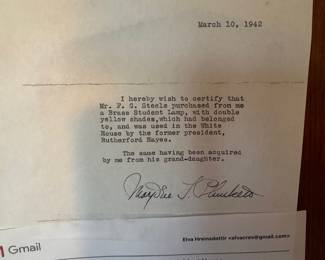 March 10, 1942
I hereby wish to certify that
Mr. F. G. Steele purchased from me
a Brass Student Lamp, with double
yellow shades,which had belonged
to, and was used in the White
House by the former president,
Rutherford Hayes.
The same having been acquired
by me from his grand-daughter.
Gmail